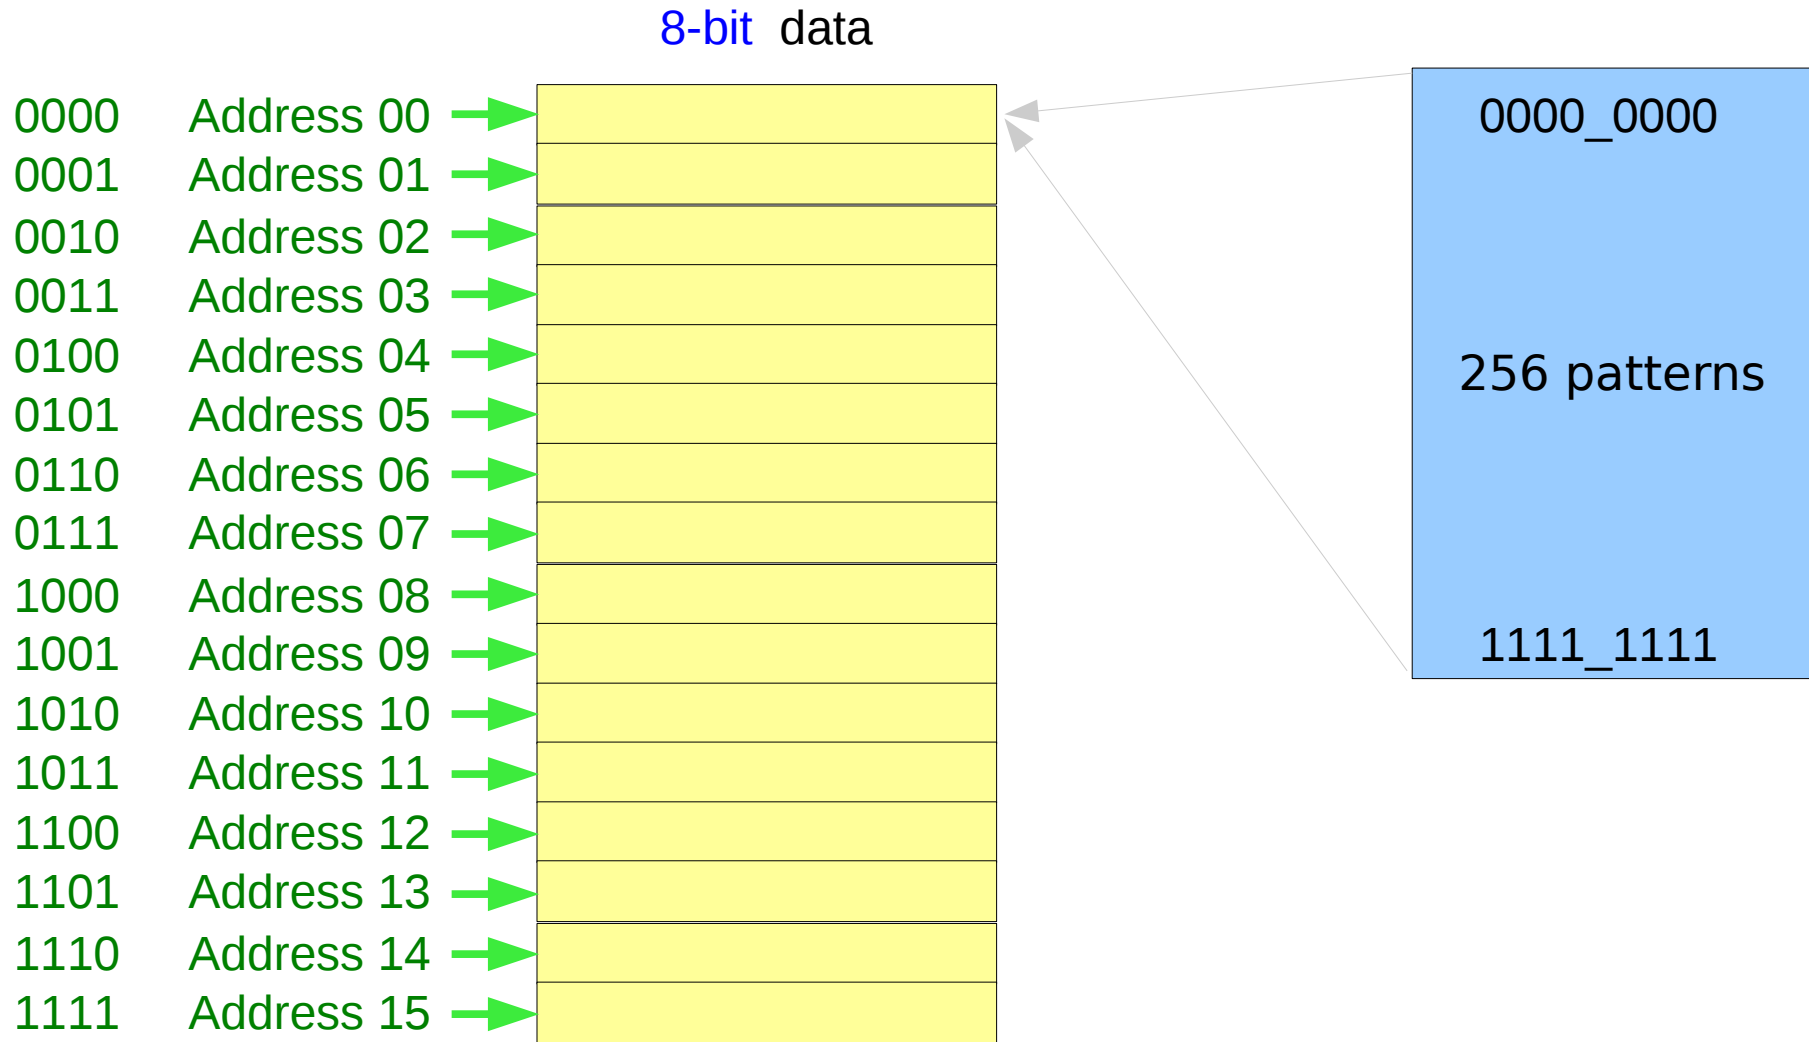 8-bit data
0000 Address 00
0000_0000
0001 Address 01
0010 Address 02
0011 Address 03
0100 Address 04
256 patterns
0101 Address 05
0110 Address 06
0111 Address 07
1000 Address 08
1001 Address 09
1111_1111
1010 Address 10
1011 Address 11
1100 Address 12
1101 Address 13
1110 Address 14
1111 Address 15